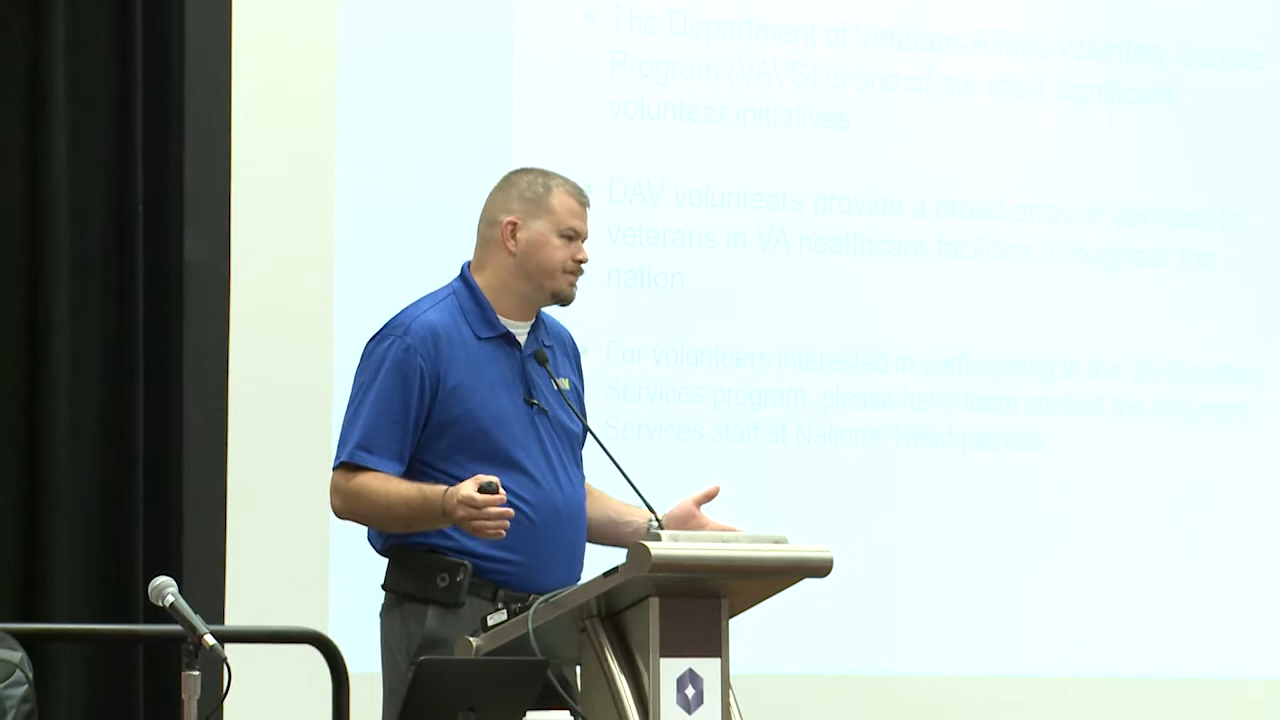 • The Department of Veterans Affairs Voluntary Service
Program (VAVS) is one of our most significant
volunteer initiatives
• DAV volunteers provide a broad array of services to
veterans in VA healthcare facilities throughout the
nation.
• For volunteers interested in participating in the VA Voluntary
Services program, please have them contact the Voluntary
Services staff at National Headquarters.